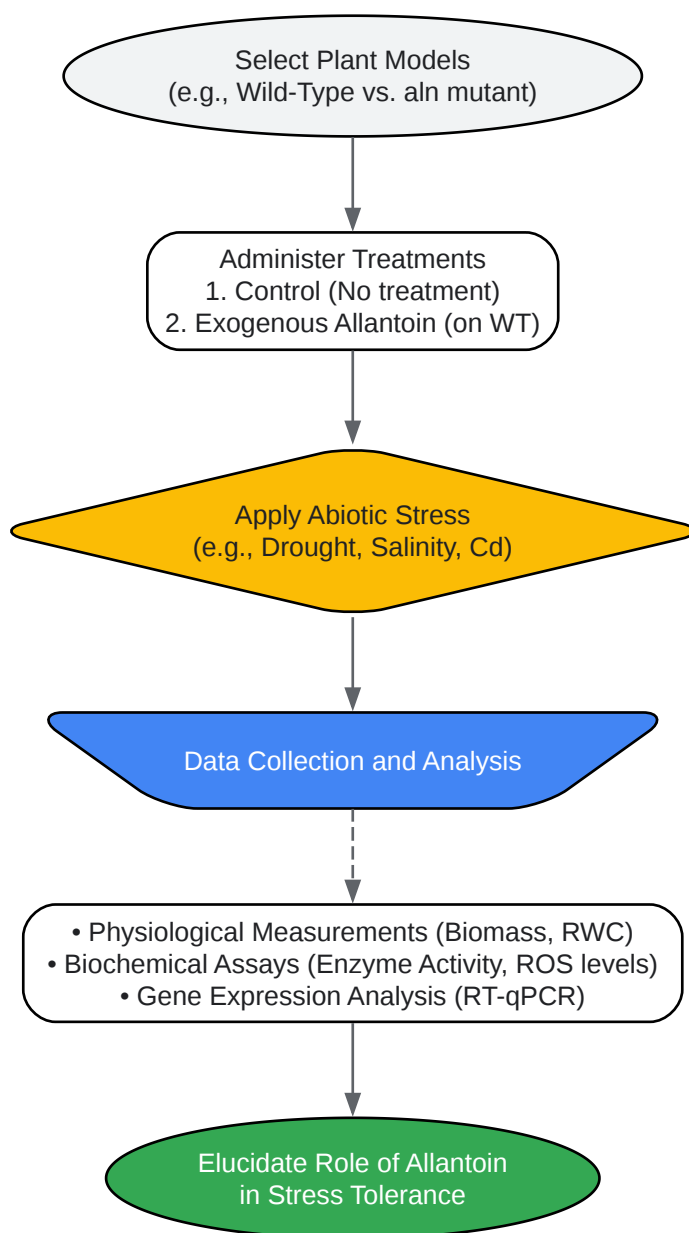 Select Plant Models
(e.g., Wild-Type vs. aln mutant)
Administer Treatments
1. Control (No treatment)
2. Exogenous Allantoin (on WT)
Apply Abiotic Stress
(e.g., Drought, Salinity, Cd)
Data Collection and Analysis
• Physiological Measurements (Biomass, RWC)
• Biochemical Assays (Enzyme Activity, ROS levels)
• Gene Expression Analysis (RT-qPCR)
Elucidate Role of Allantoin
in Stress Tolerance